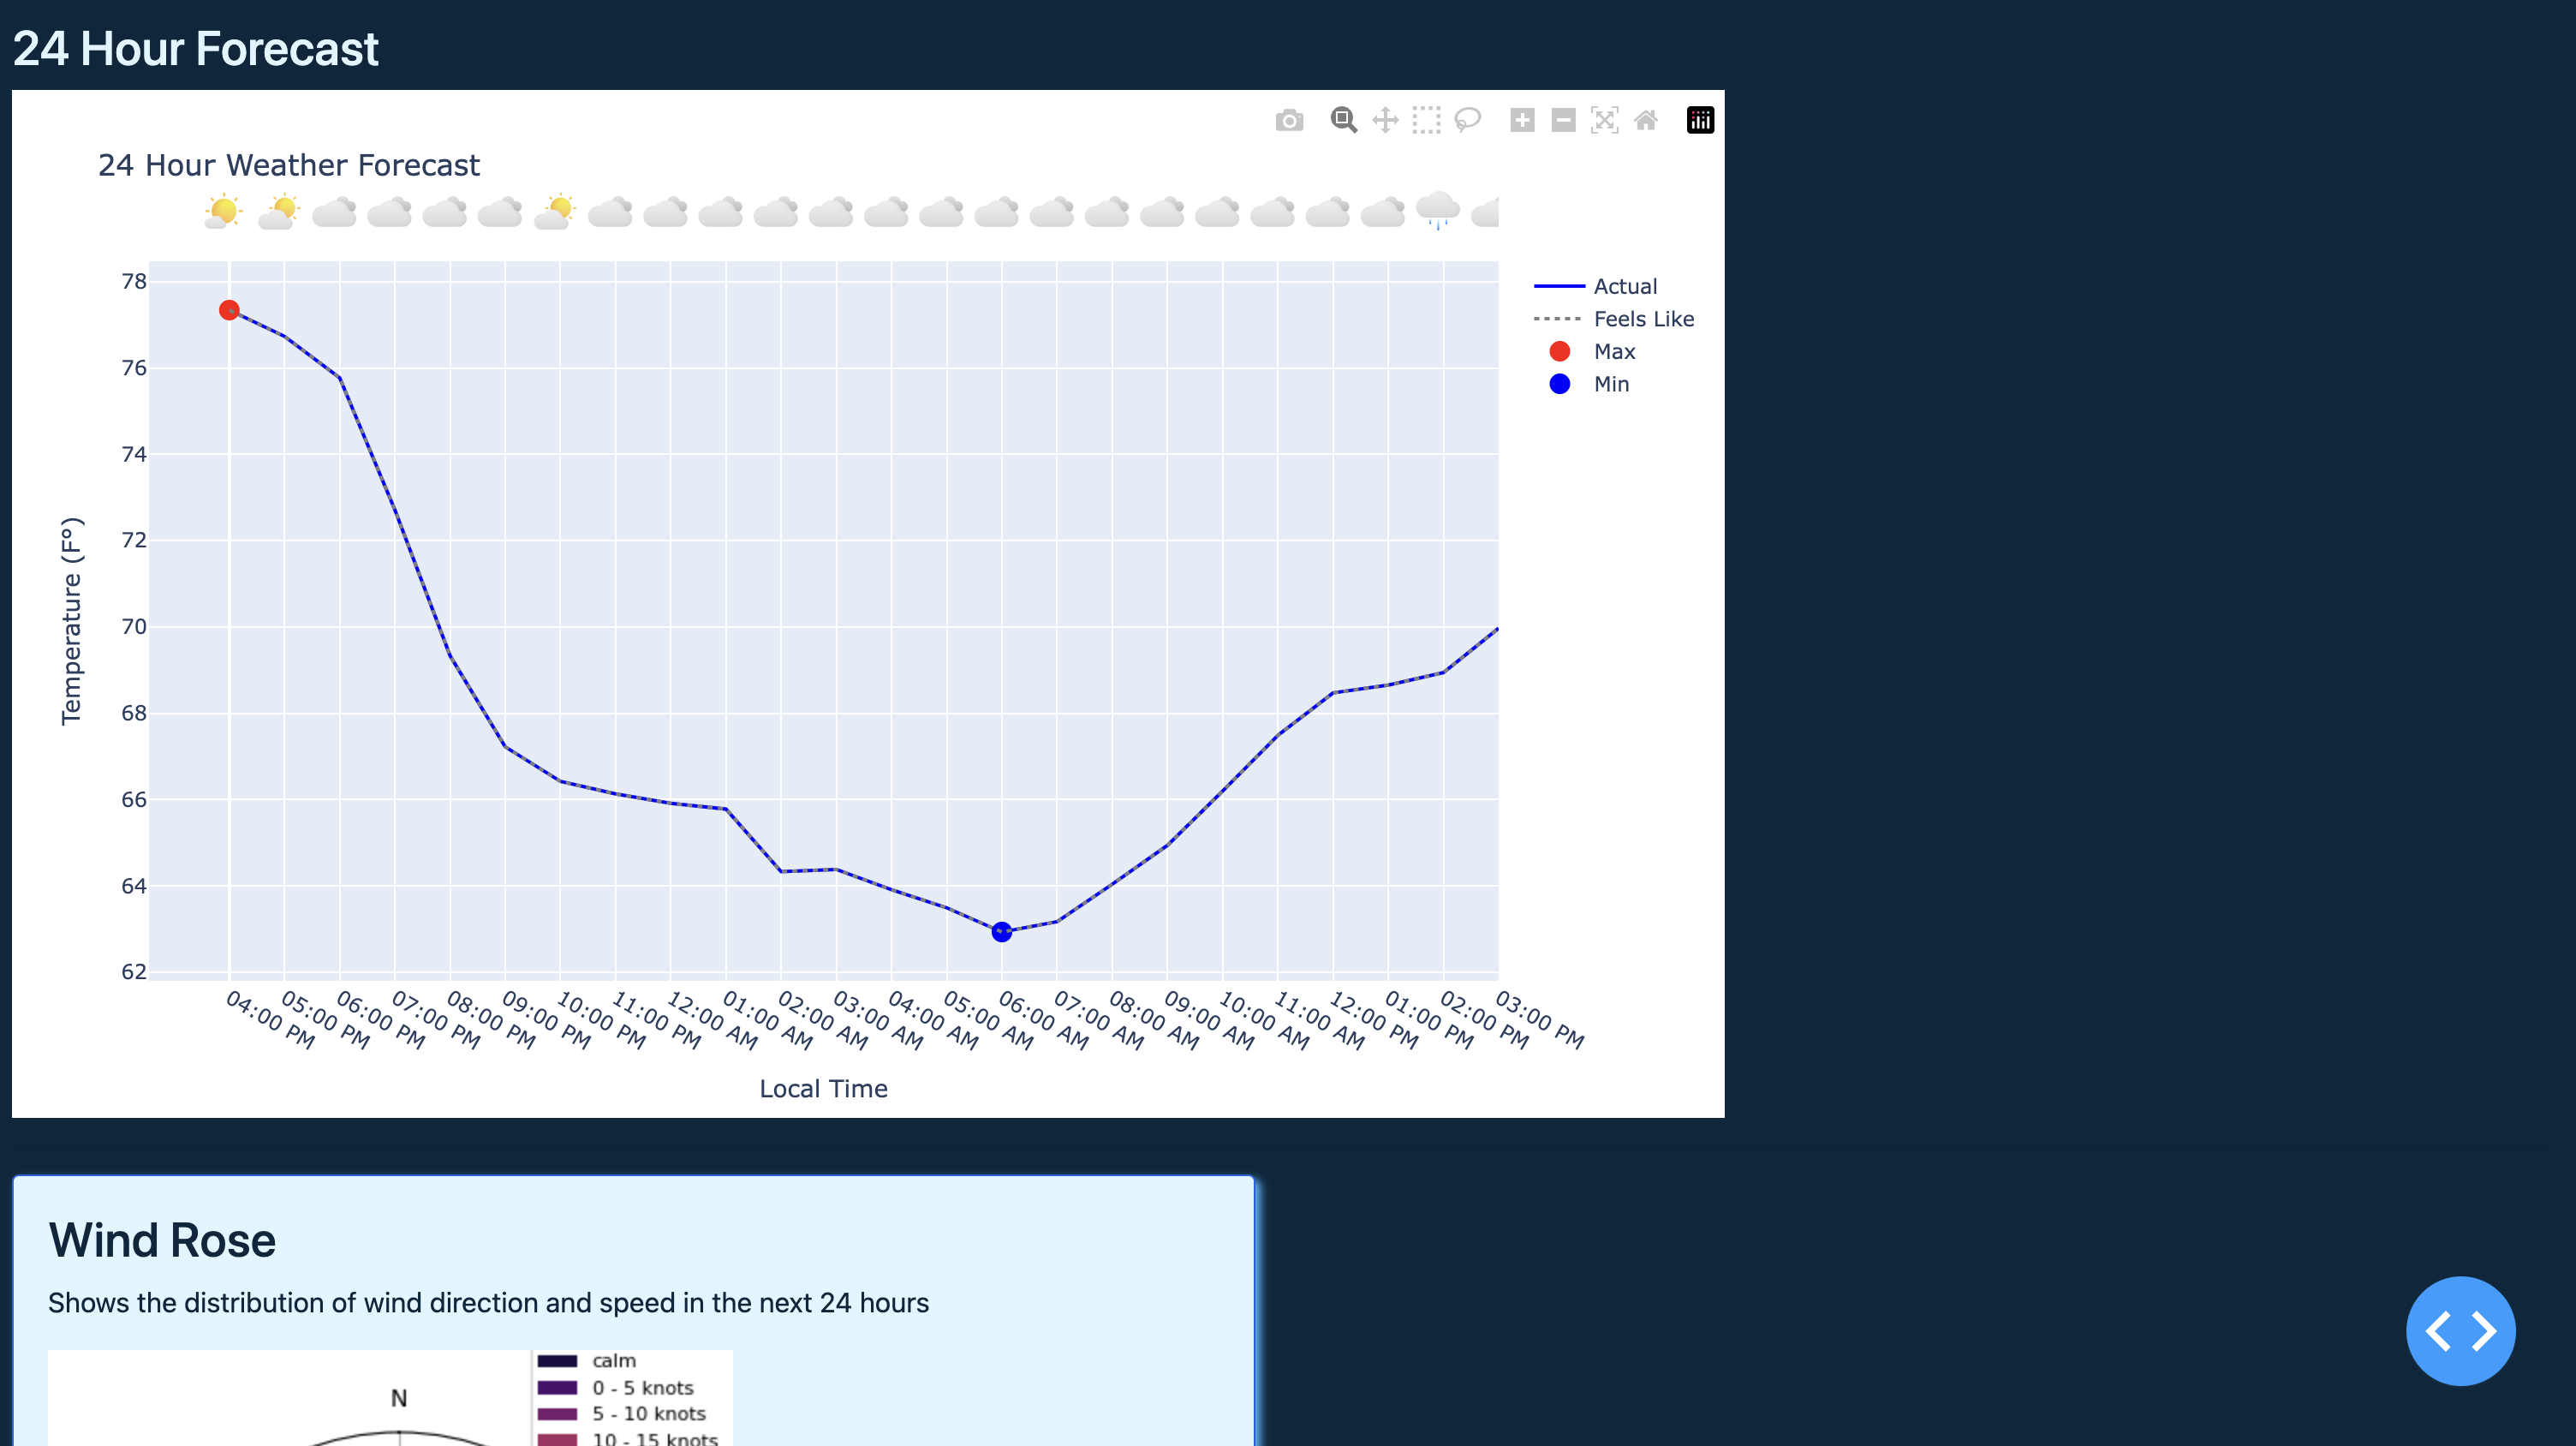 24 Hour Forecast
24 Hour Weather Forecast
78
76
74
72
70
68
66
64
62
Temperature (F°)
Actual
Feels Like
Max
Min
04:00 PM
05:00 PM
06:00 PM
07:00 PM
08:00 PM
09:00 PM
10:00 PM
11:00 PM
12:00 AM
01:00 AM
02:00 AM
03:00 AM
04:00 AM
05:00 AM
06:00 AM
07:00 AM
08:00 AM
09:00 AM
10:00 AM
11:00 AM
12:00 PM
01:00 PM
02:00 PM
03:00 PM
Local Time
Wind Rose
Shows the distribution of wind direction and speed in the next 24 hours
N
calm
0 - 5 knots
5 - 10 knots
10 - 15 knots